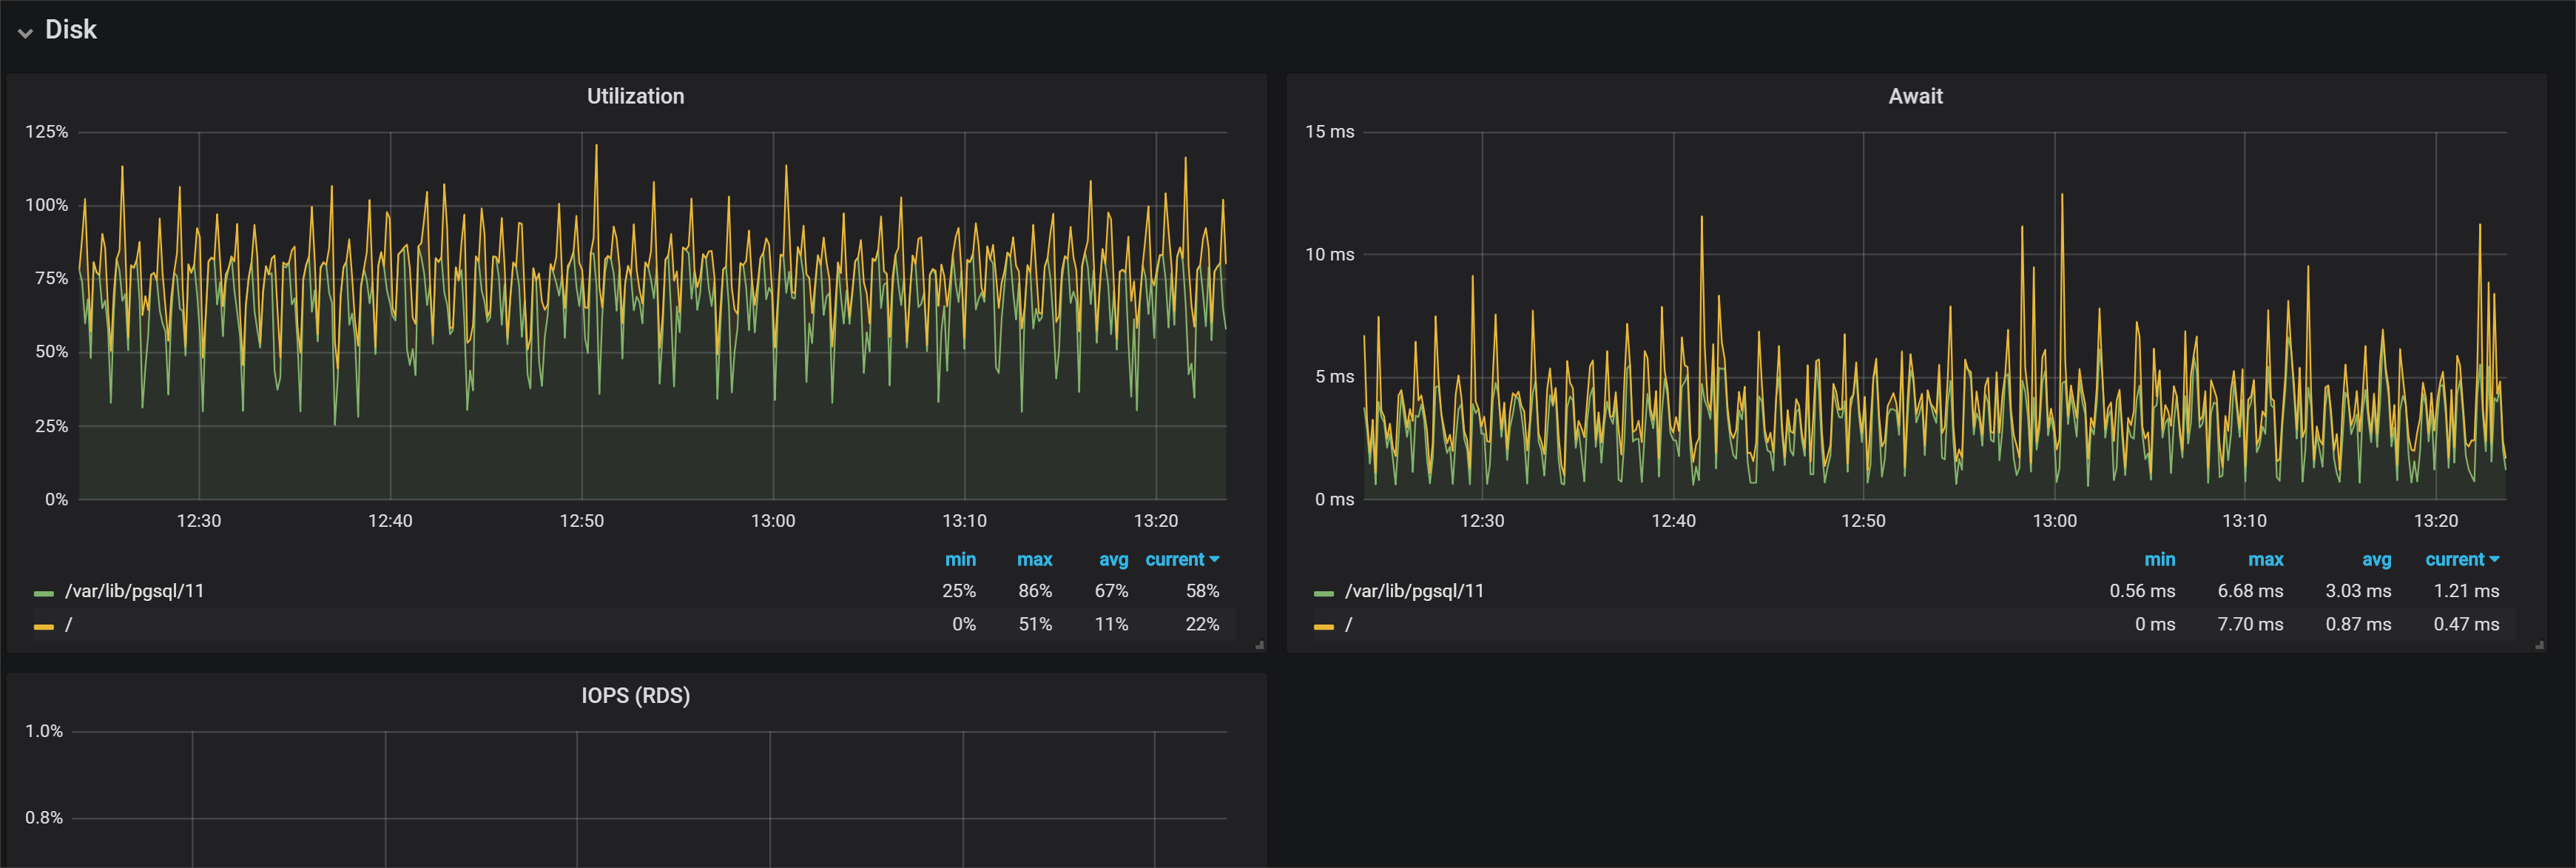 Disk
Utilization
125%
100%
75%
50%
25%
0%
12:30 12:40 12:50 13:00 13:10 13:20
min max avg current
/var/lib/pgsql/11 25% 86% 67% 58%
/ 0% 51% 11% 22%
Await
15 ms
10 ms
5 ms
0 ms
12:30 12:40 12:50 13:00 13:10 13:20
min max avg current
/var/lib/pgsql/11 0.56 ms 6.68 ms 3.03 ms 1.21 ms
/ 0 ms 7.70 ms 0.87 ms 0.47 ms
IOPS (RDS)
1.0%
0.8%